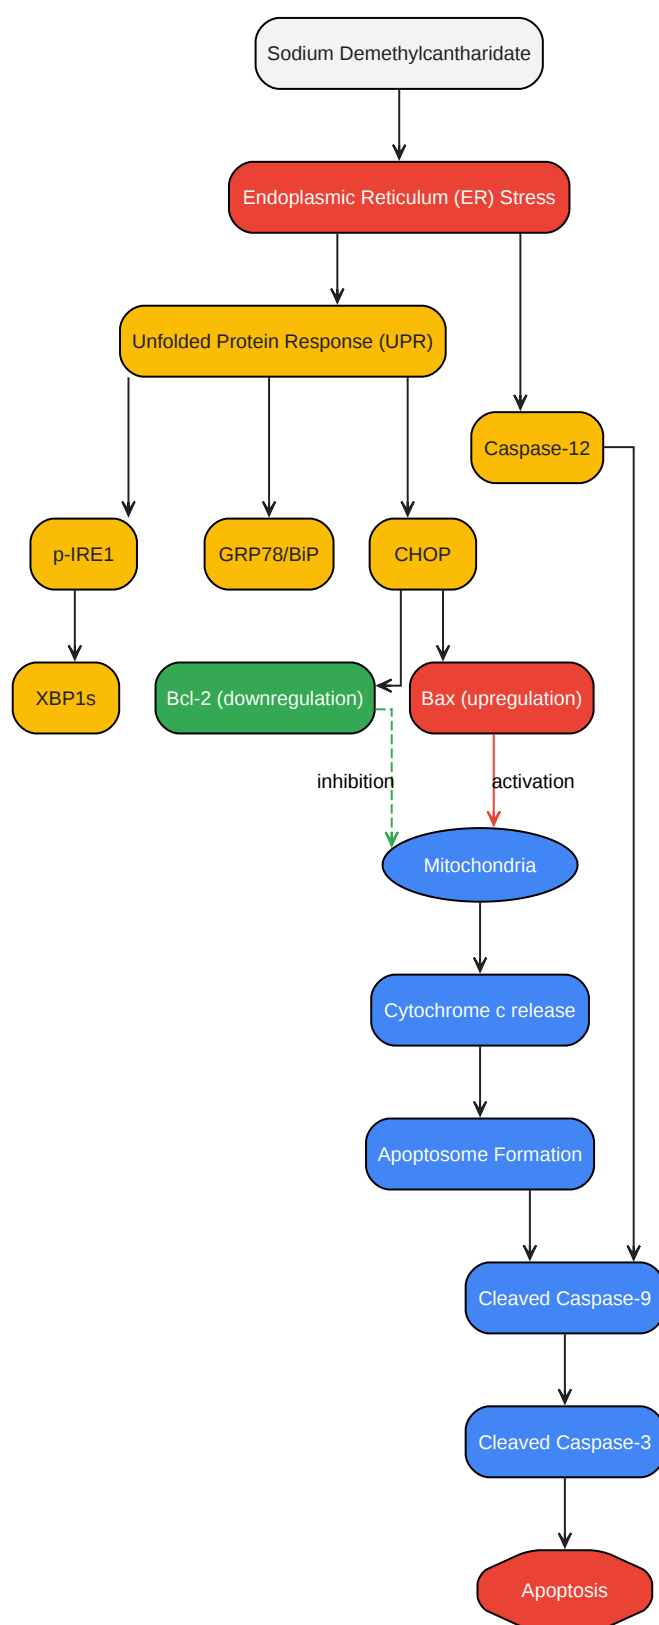 Sodium Demethylcantharidate
Endoplasmic Reticulum (ER) Stress
Unfolded Protein Response (UPR)
Caspase-12
p-IRE1
GRP78/BiP
CHOP
XBP1s
Bcl-2 (downregulation)
Bax (upregulation)
inhibition
activation
Mitochondria
Cytochrome c release
Apoptosome Formation
Cleaved Caspase-9
Cleaved Caspase-3
Apoptosis